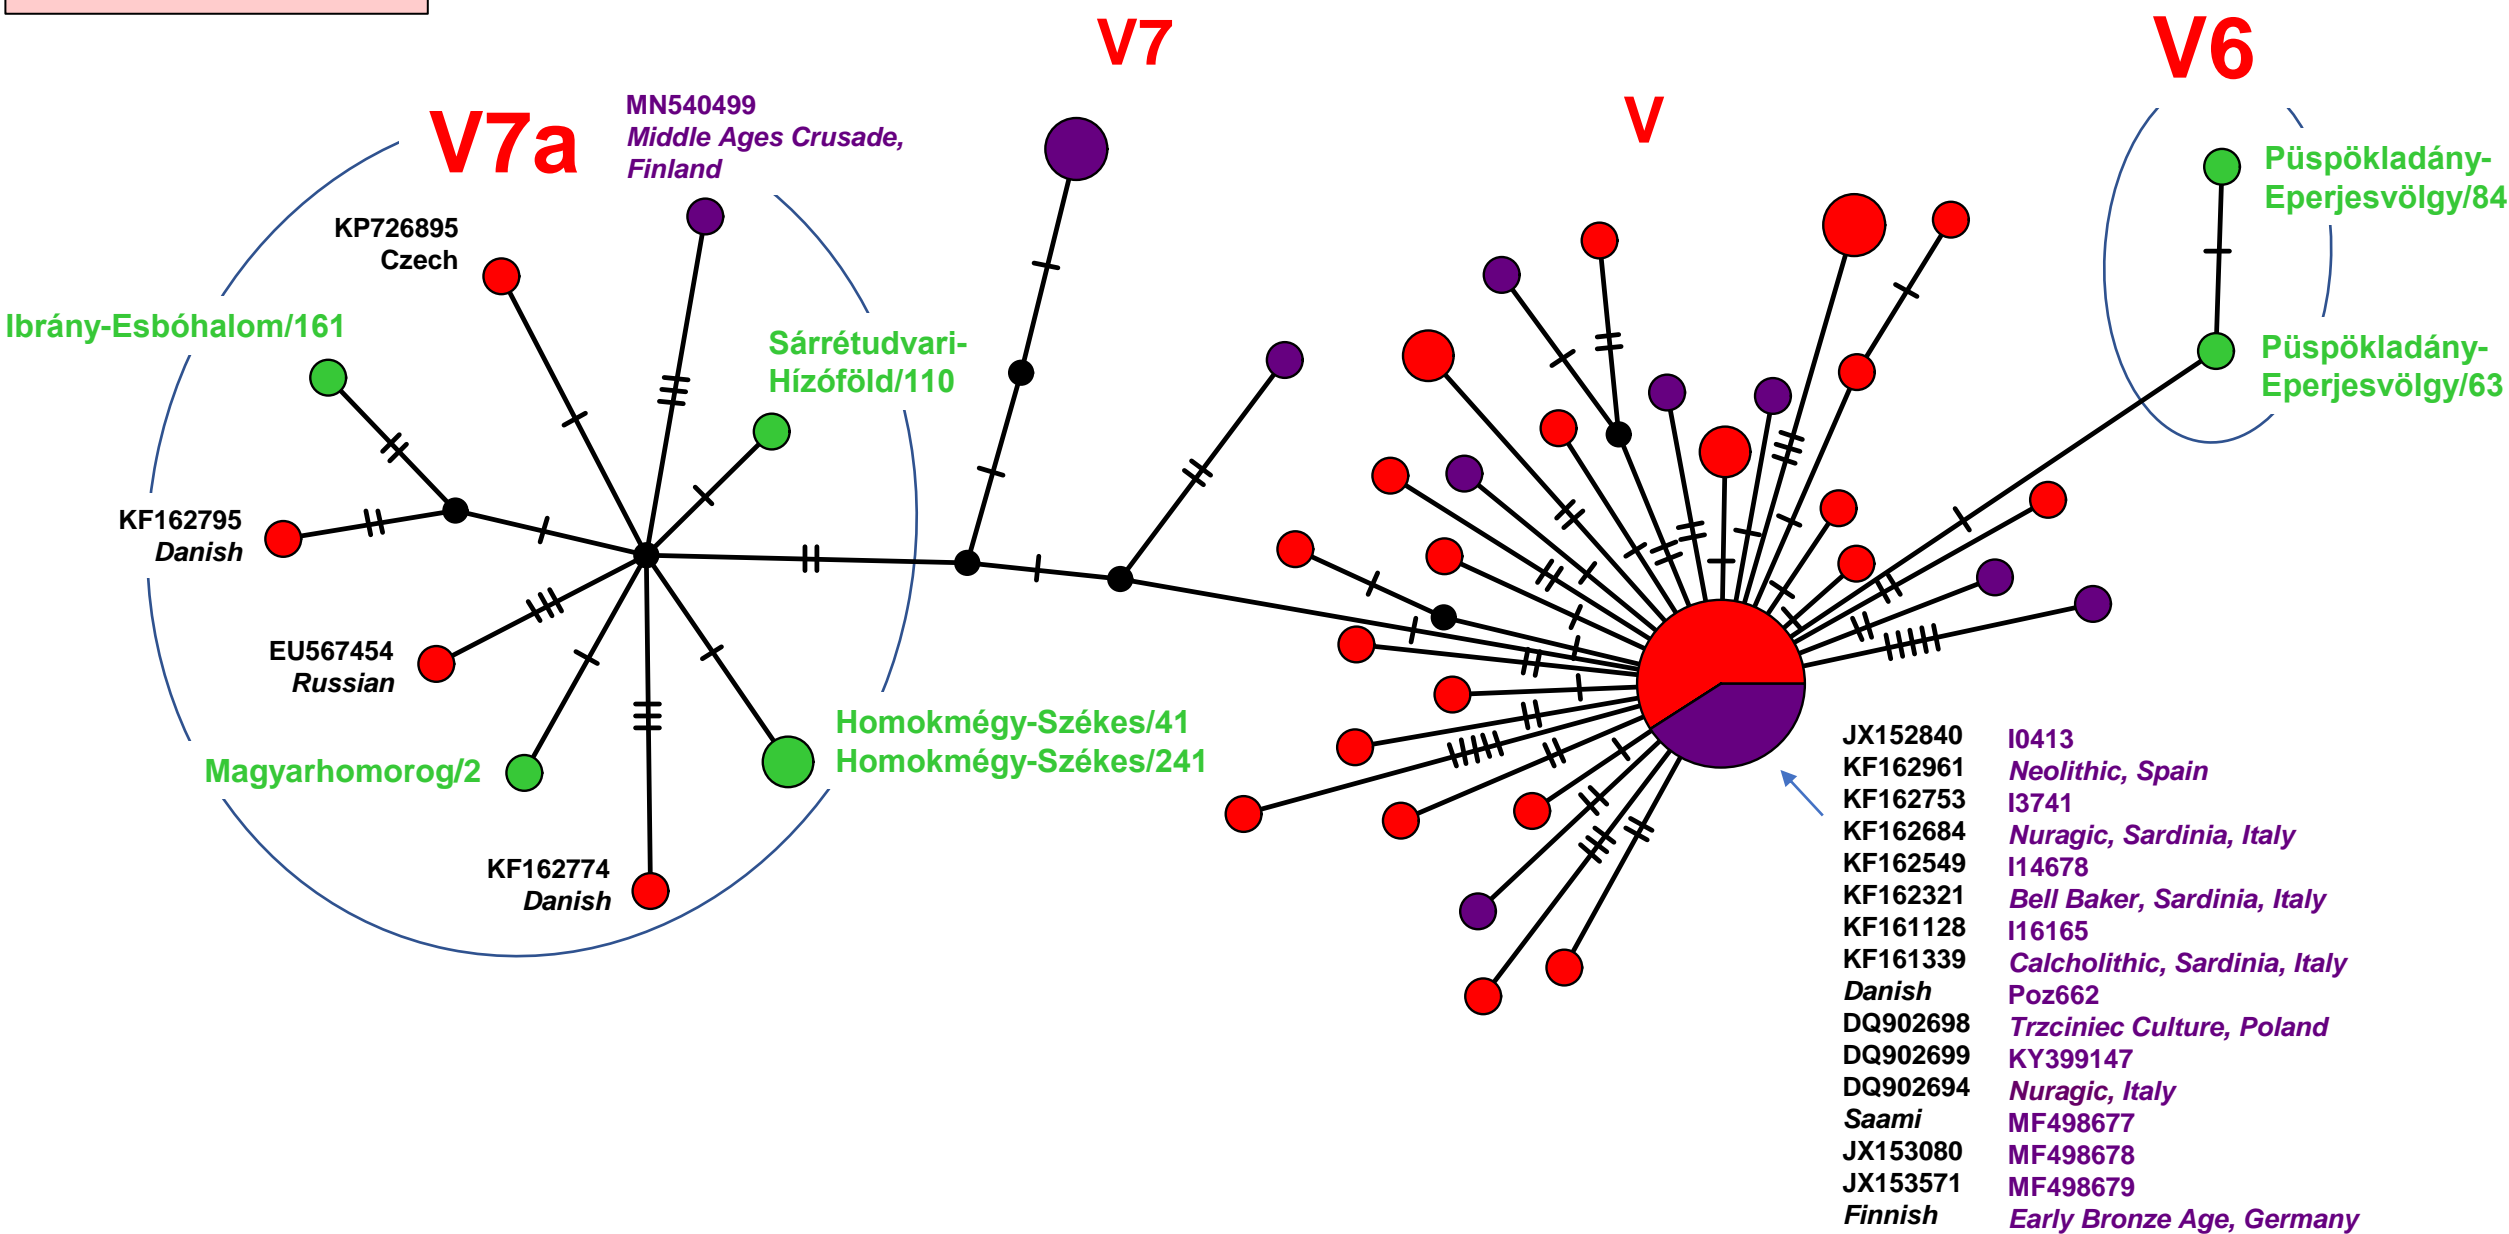 V7
V6
V7a
V
MN540499
Middle Ages Crusade,
Finland
KP726895
Czech
Ibrány-Esbóhalom/161
Sárrétudvari-
Hízóföld/110
KF162795
Danish
EU567454
Russian
Magyarhomorog/2
Homokmégy-Székes/41
Homokmégy-Székes/241
KF162774
Danish
Püspökladány-
Eperjesvölgy/84
Püspökladány-
Eperjesvölgy/63
JX152840
KF162961
KF162753
KF162684
KF162549
KF162321
KF161128
KF161339
Danish
DQ902698
DQ902699
DQ902694
Saami
JX153080
JX153571
Finnish
I0413
Neolithic, Spain
I3741
Nuragic, Sardinia, Italy
I14678
Bell Baker, Sardinia, Italy
I16165
Calcholithic, Sardinia, Italy
Poz662
Trzciniec Culture, Poland
KY399147
Nuragic, Italy
MF498677
MF498678
MF498679
Early Bronze Age, Germany